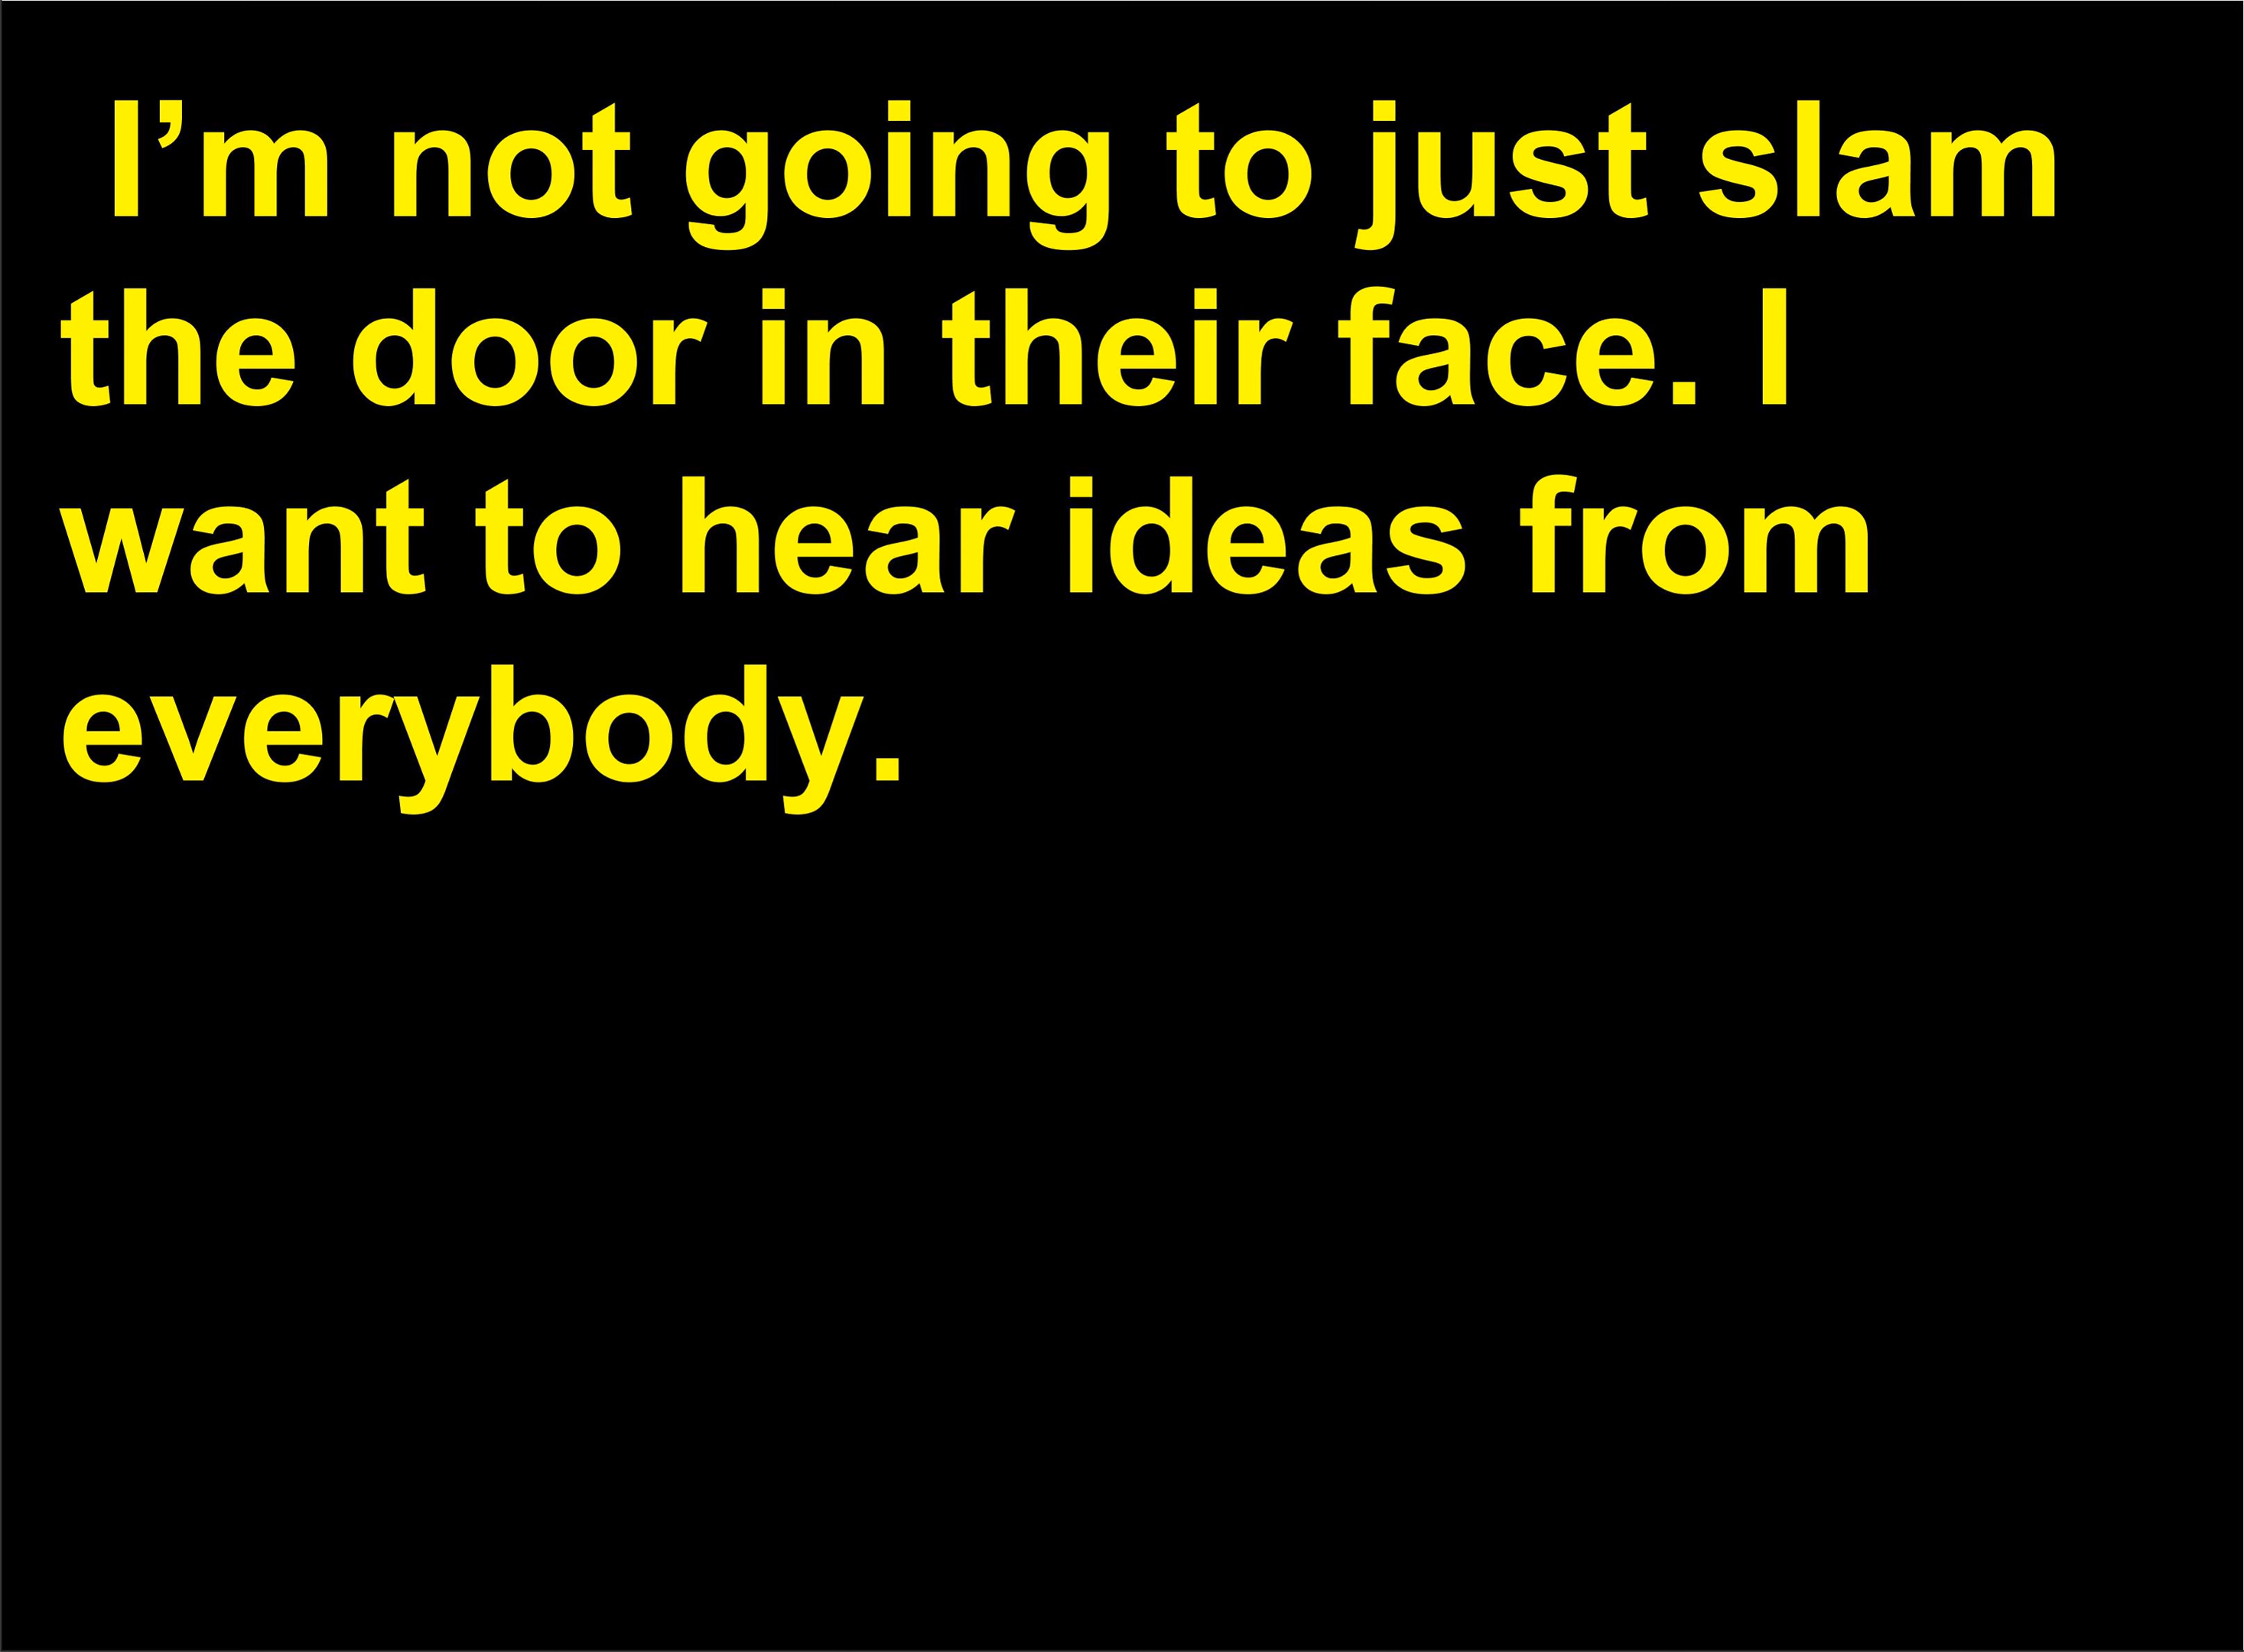 I’m not going to just slam
the door in their face. I
want to hear ideas from
everybody.